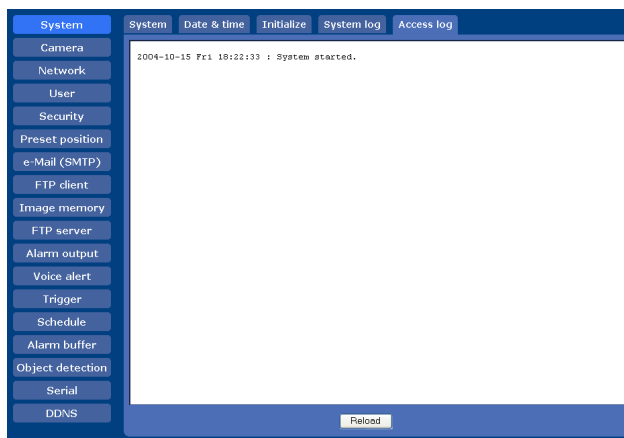 System
Camera
Network
User
Security
Preset position
e-Mail (SMTP)
FTP client
Image memory
FTP server
Alarm output
Voice alert
Trigger
Schedule
Alarm buffer
Object detection
Serial
DDNS
System Date & time Initialize System log Access log
2004-10-15 Fri 18:22:33 : System started.
Reload